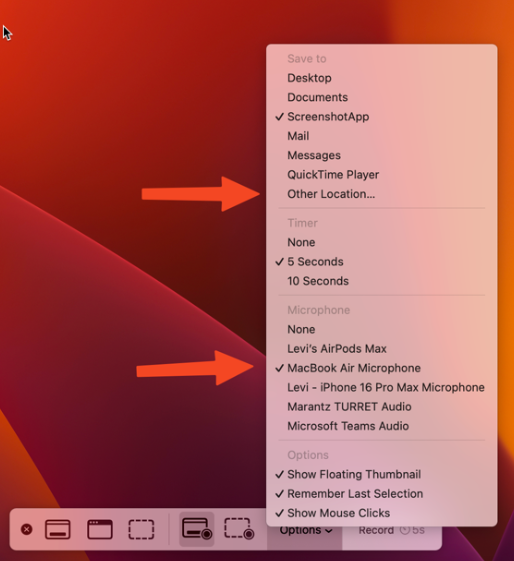 Save to
Desktop
Documents
✓ ScreenshotApp
Mail
Messages
QuickTime Player
Other Location...
Timer
None
✓ 5 Seconds
10 Seconds
Microphone
None
Levi's AirPods Max
✓ MacBook Air Microphone
Levi - iPhone 16 Pro Max Microphone
Marantz TURRET Audio
Microsoft Teams Audio
Options
✓ Show Floating Thumbnail
✓ Remember Last Selection
✓ Show Mouse Clicks
Options Record 5s